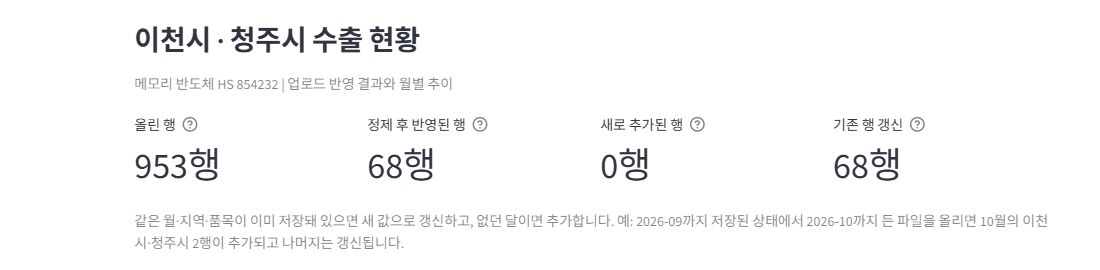 이천시 · 청주시 수출 현황
메모리 반도체 HS 854232 | 업로드 반영 결과와 월별 추이
올린 행 ? 정제 후 반영된 행 ? 새로 추가된 행 ? 기존 행 갱신 ?
953행 68행 0행 68행
같은 월·지역·품목이 이미 저장돼 있으면 새 값으로 갱신하고, 없던 달이면 추가합니다. 예: 2026-09까지 저장된 상태에서 2026-10까지 든 파일을 올리면 10월의 이천
시·청주시 2행이 추가되고 나머지는 갱신됩니다.